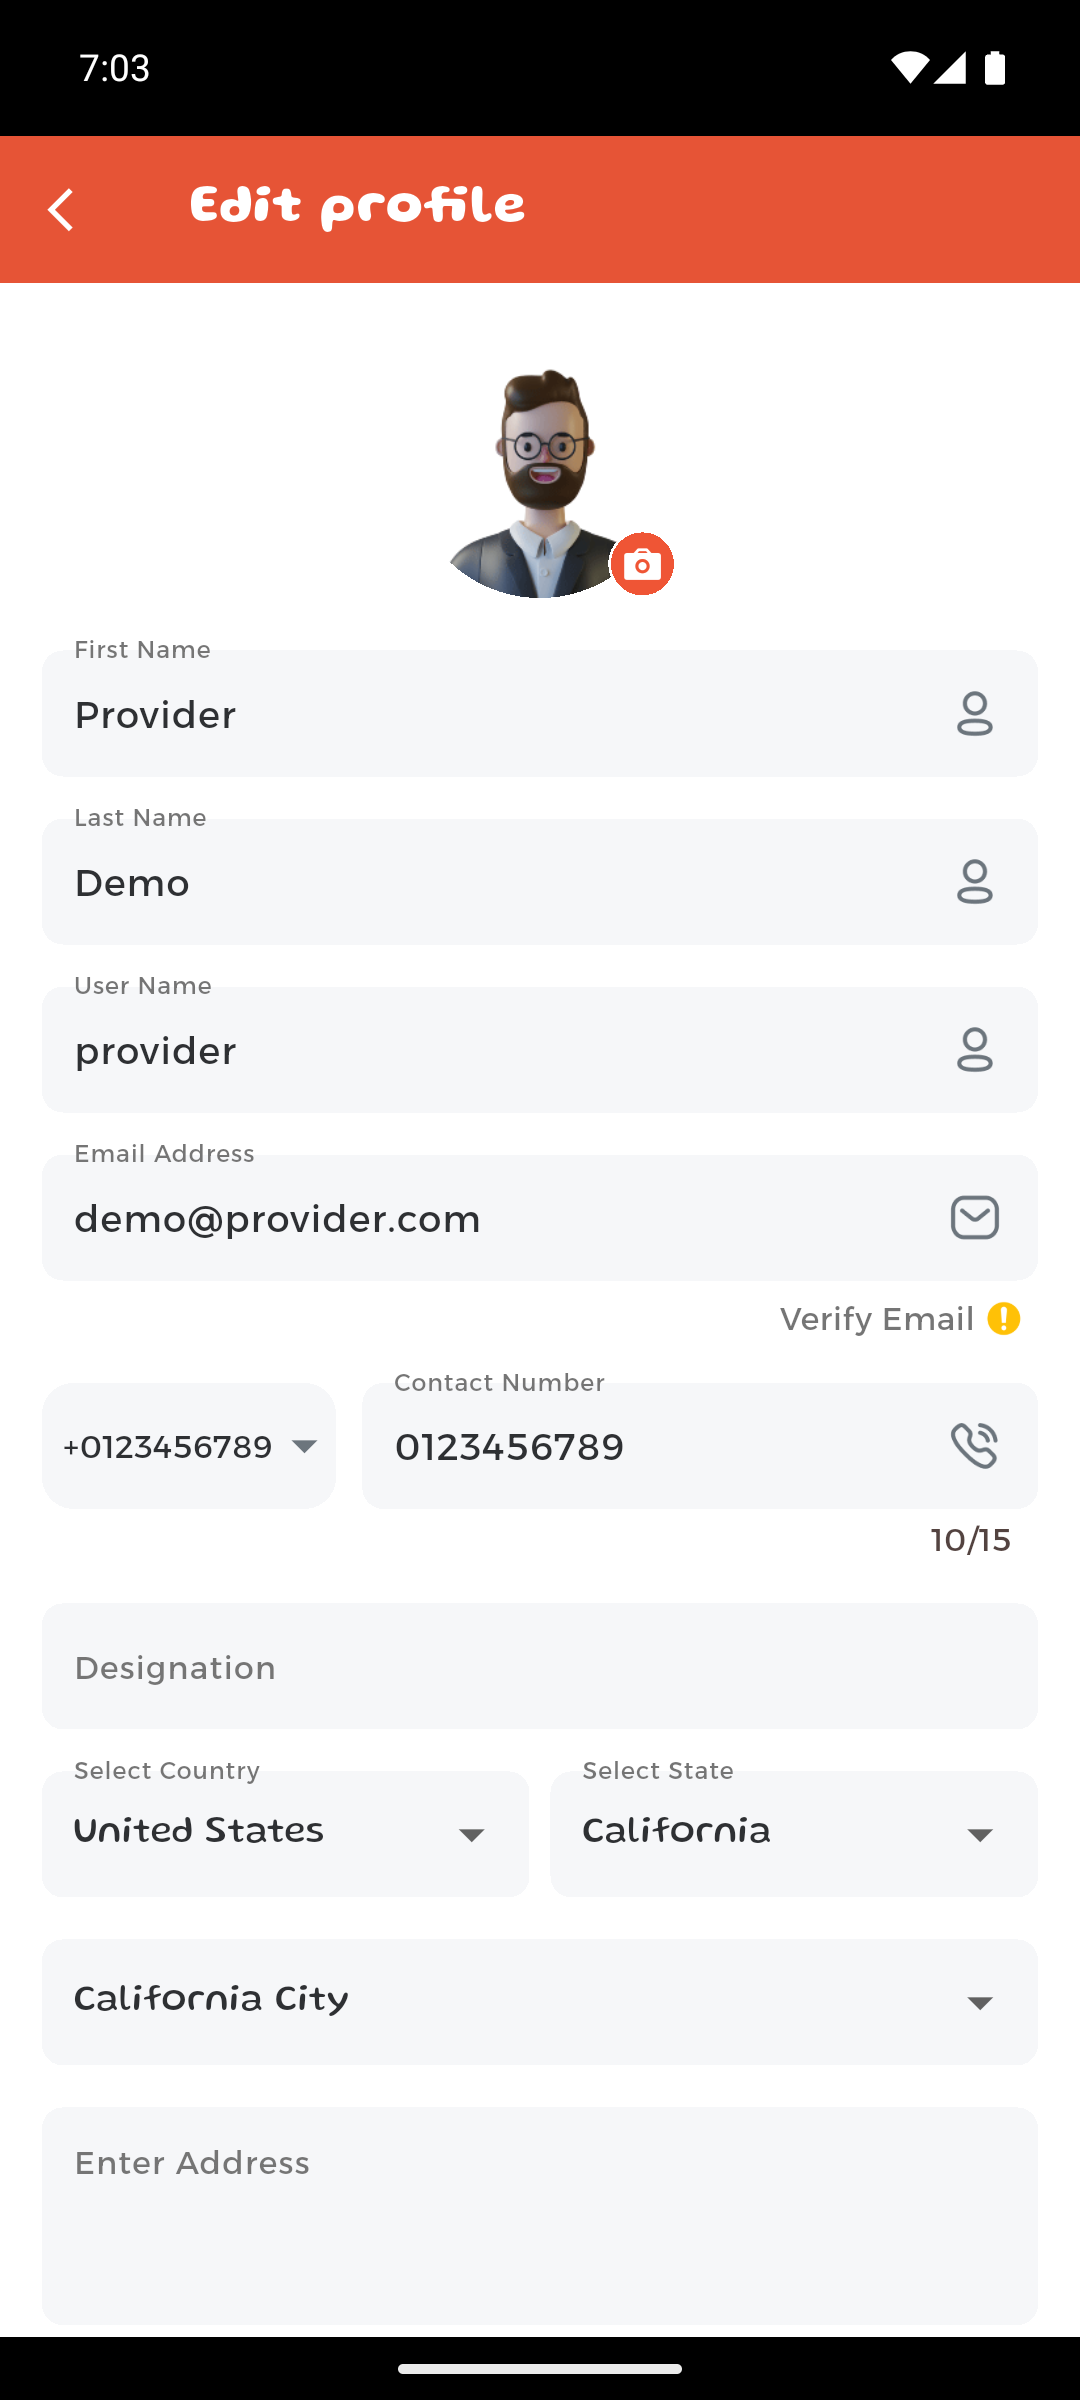 7:03
Edit profile
First Name
Provider
Last Name
Demo
User Name
provider
Email Address
demo@provider.com
Verify Email
Contact Number
+0123456789
0123456789
10/15
Designation
Select Country
Select State
United States
California
California City
Enter Address